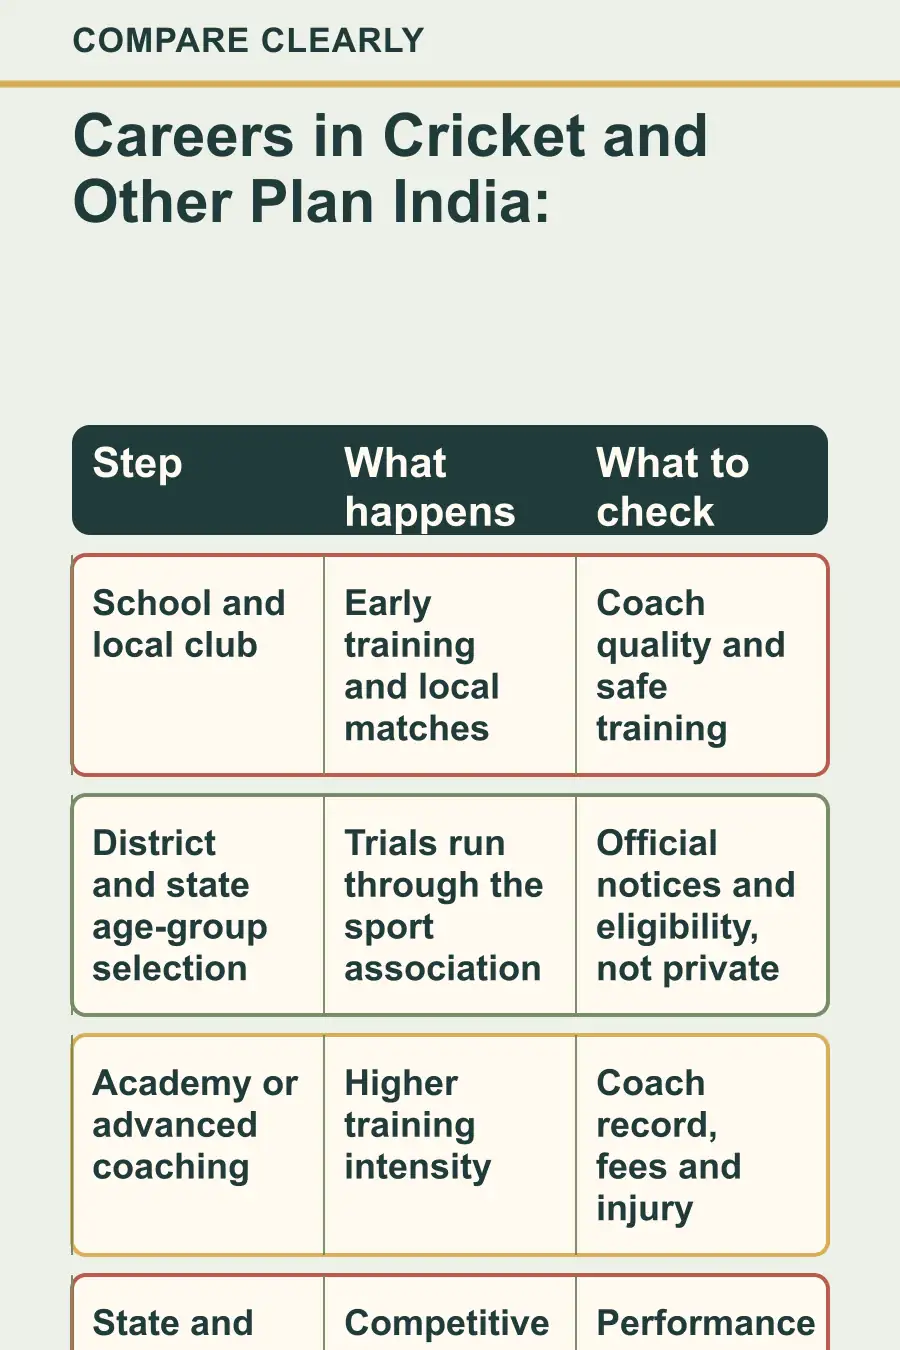 COMPARE CLEARLY
Careers in Cricket and
Other Plan India:
Step
What
happens
What to
check
School and
local club
Early
training
and local
matches
Coach
quality and
safe
training
District
and state
age-group
selection
Trials run
through the
sport
association
Official
notices and
eligibility,
not private
Academy or
advanced
coaching
Higher
training
intensity
Coach
record,
fees and
injury
State and
Competitive
Performance